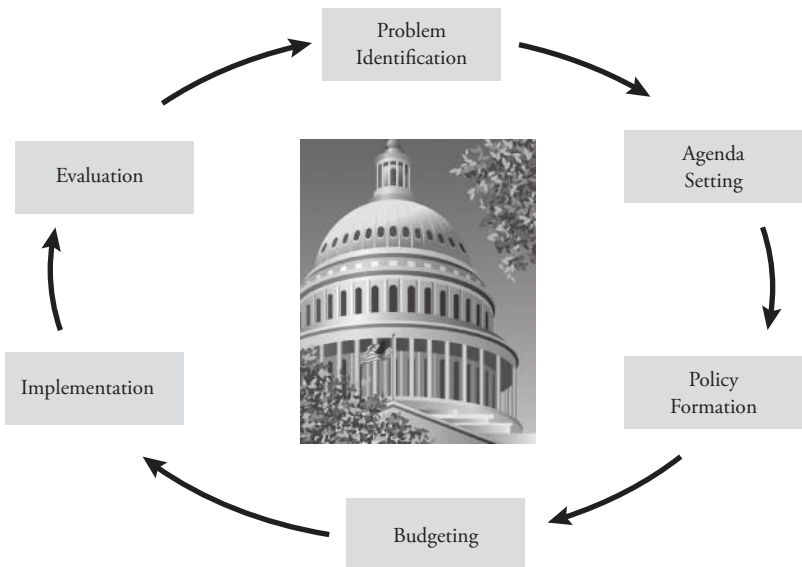 Problem
Identification
Agenda
Setting
Policy
Formation
Budgeting
Implementation
Evaluation